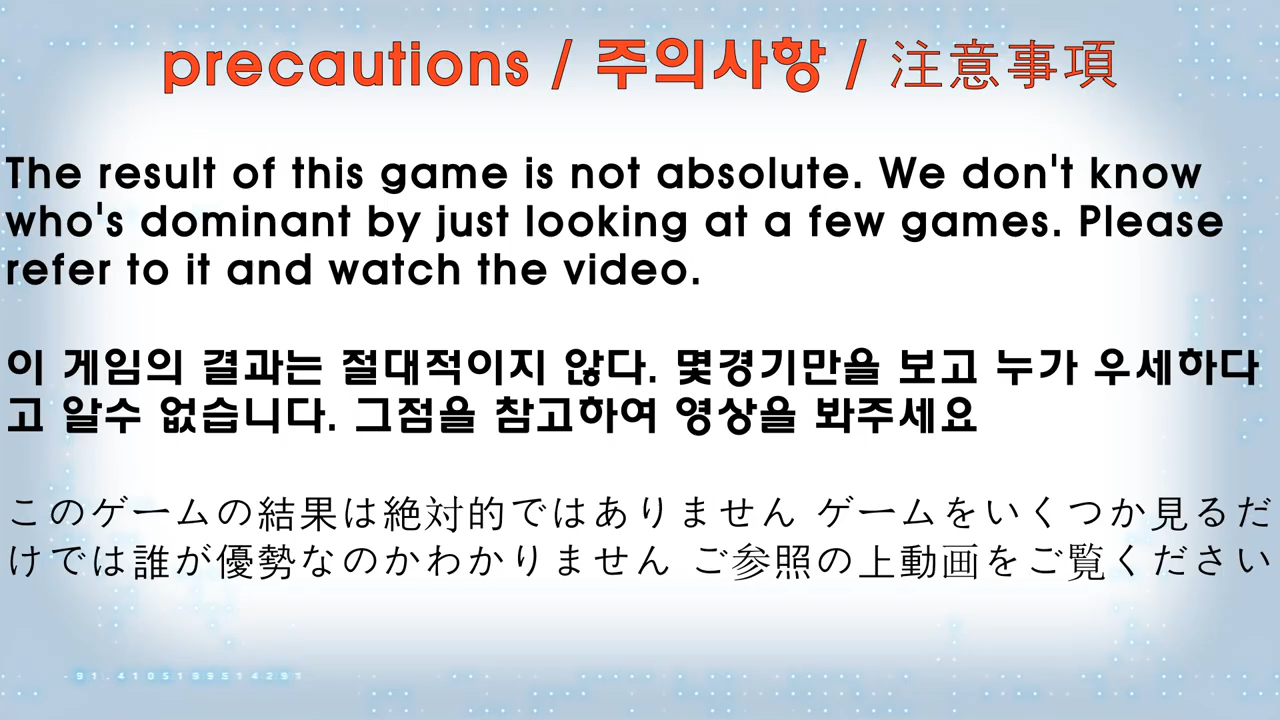 precautions / 주의사항 / 注意事項
The result of this game is not absolute. We don't know
who's dominant by just looking at a few games. Please
refer to it and watch the video.
이 게임의 결과는 절대적이지 않다. 몇경기만을 보고 누가 우세하다
고 알수 없습니다. 그점을 참고하여 영상을 봐주세요
このゲームの結果は絶対的ではありません ゲームをいくつか見るだ
けでは誰が優勢なのかわかりません ご参照の上動画をご覧ください
-91.4105199514291